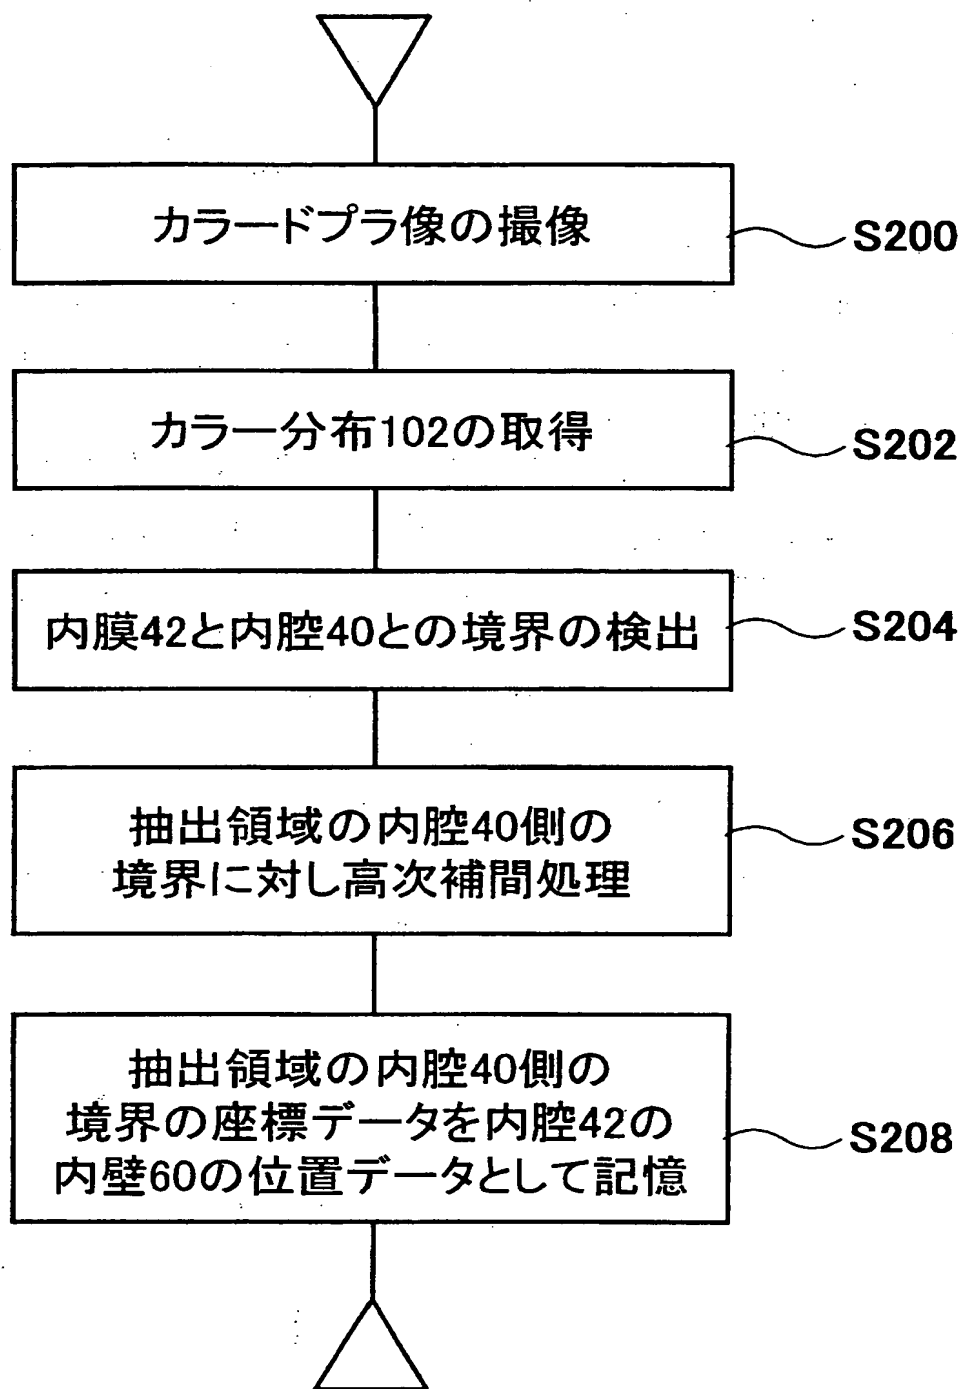 カラードプラ像の撮像
S200
カラー分布102の取得
S202
内膜42と内腔40との境界の検出
S204
抽出領域の内腔40側の
境界に対し高次補間処理
S206
抽出領域の内腔40側の
境界の座標データを内腔42の
内壁60の位置データとして記憶
S208